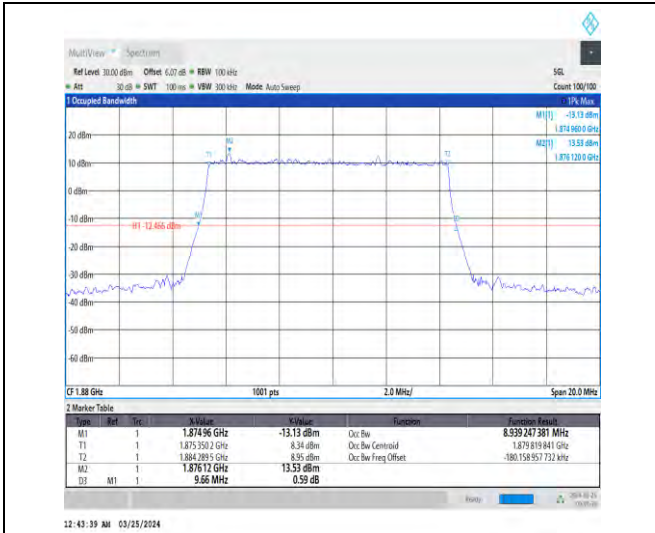 MultiView Spectrum
Ref Level 30.00 dBm Offset 6.07 dB RBW 100 kHz SGL
Att 30 dB SWT 100 ms VBW 300 kHz Mode Auto Sweep Count 100/100
1 Occupied Bandwidth 1Pk Max
M1[1] -13.13 dBm
1.874 960 0 GHz
20 dBm M2 M2[1] 13.53 dBm
T1 T2 1.876 120 0 GHz
10 dBm
0 dBm
-10 dBm M1
H1 -12.466 dBm
-20 dBm
-30 dBm
-40 dBm
-50 dBm
-60 dBm
CF 1.88 GHz 1001 pts 2.0 MHz/ Span 20.0 MHz
2 Marker Table
Type Ref Trc X-Value Y-Value Function Function Result
M1 1 1.874 96 GHz -13.13 dBm Occ Bw 8.939 247 381 MHz
T1 1 1.875 350 2 GHz 8.34 dBm Occ Bw Centroid 1.879 819 841 GHz
T2 1 1.884 289 5 GHz 8.95 dBm Occ Bw Freq Offset -180.158 957 732 kHz
M2 1 1.876 12 GHz 13.53 dBm
D3 M1 1 9.66 MHz 0.59 dB
12:43:39 AM 03/25/2024